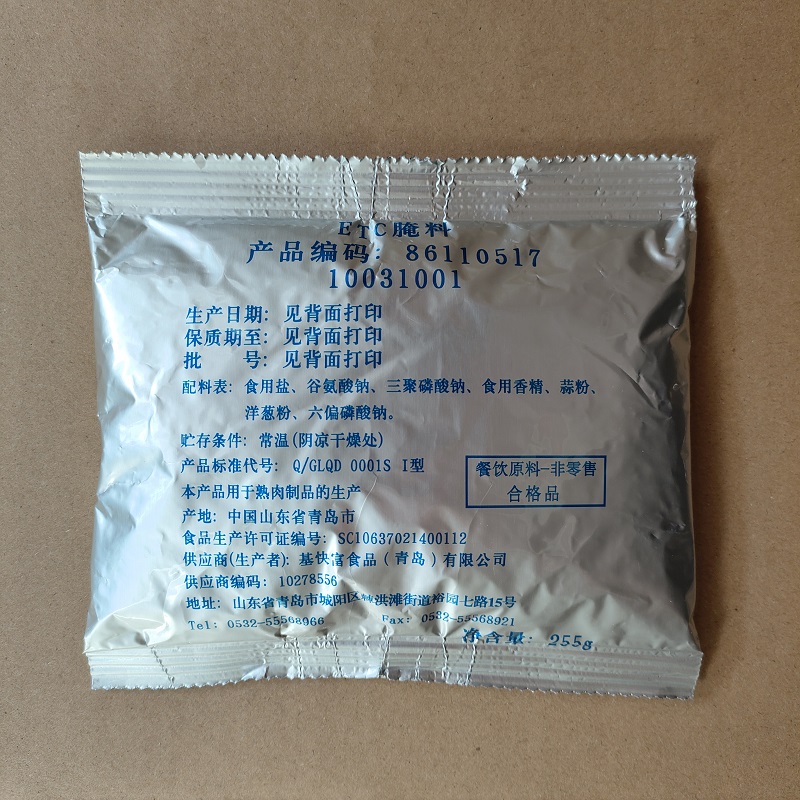 ETC腌料
产品编码: 86110517
10031001
生产日期: 见背面打印
保质期至: 见背面打印
批 号: 见背面打印
配料表: 食用盐、谷氨酸钠、三聚磷酸钠、食用香精、蒜粉、
洋葱粉、六偏磷酸钠。
贮存条件: 常温(阴凉干燥处)
产品标准代号: Q/GLQD 0001S I型
餐饮原料-非零售
合格品
本产品用于熟肉制品的生产
产地: 中国山东省青岛市
食品生产许可证编号: SC10637021400112
供应商(生产者): 基快富食品(青岛)有限公司
供应商编码: 10278556
地址: 山东省青岛市城阳区棘洪滩街道裕园七路15号
Tel: 0532-55568966 Fax: 0532-55568921
净含量: 255g